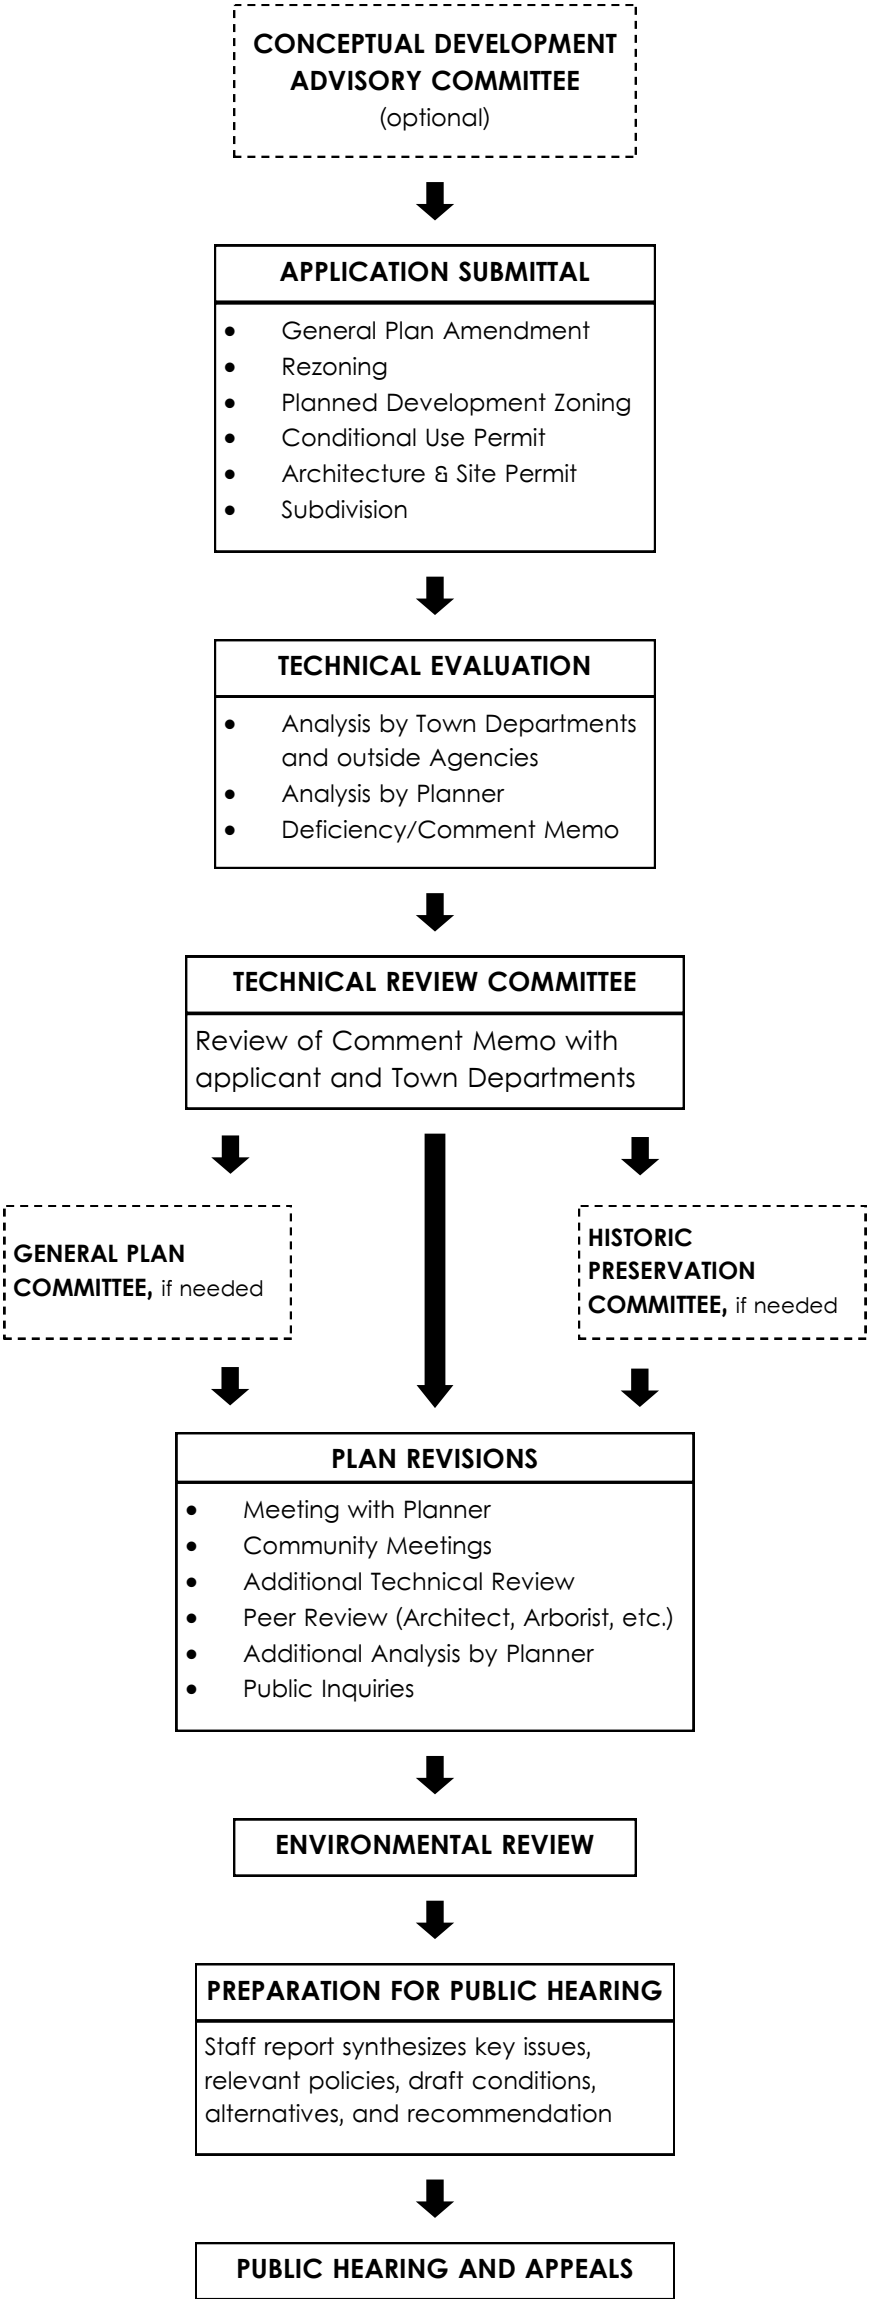 CONCEPTUAL DEVELOPMENT
ADVISORY COMMITTEE
(optional)
APPLICATION SUBMITTAL
• General Plan Amendment
• Rezoning
• Planned Development Zoning
• Conditional Use Permit
• Architecture & Site Permit
• Subdivision
TECHNICAL EVALUATION
• Analysis by Town Departments
and outside Agencies
• Analysis by Planner
• Deficiency/Comment Memo
TECHNICAL REVIEW COMMITTEE
Review of Comment Memo with
applicant and Town Departments
GENERAL PLAN
COMMITTEE, if needed
HISTORIC
PRESERVATION
COMMITTEE, if needed
PLAN REVISIONS
• Meeting with Planner
• Community Meetings
• Additional Technical Review
• Peer Review (Architect, Arborist, etc.)
• Additional Analysis by Planner
• Public Inquiries
ENVIRONMENTAL REVIEW
PREPARATION FOR PUBLIC HEARING
Staff report synthesizes key issues,
relevant policies, draft conditions,
alternatives, and recommendation
PUBLIC HEARING AND APPEALS